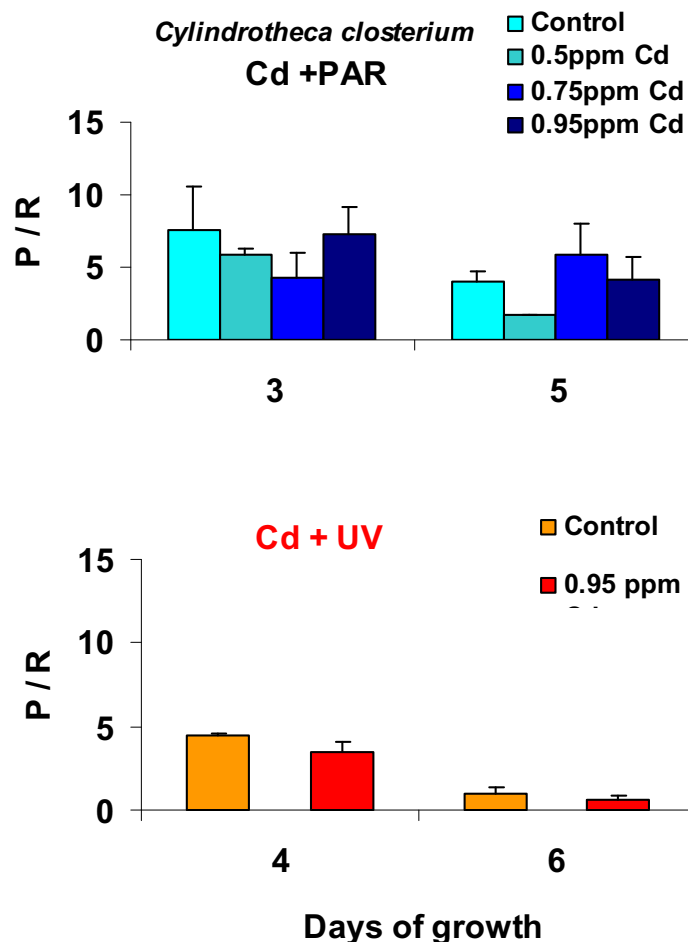 Cylindrotheca closterium
Cd +PAR
Control
0.5ppm Cd
0.75ppm Cd
0.95ppm Cd
15
10
5
0
P / R
3
5
Cd + UV
Control
0.95 ppm
15
10
5
0
P / R
4
6
Days of growth